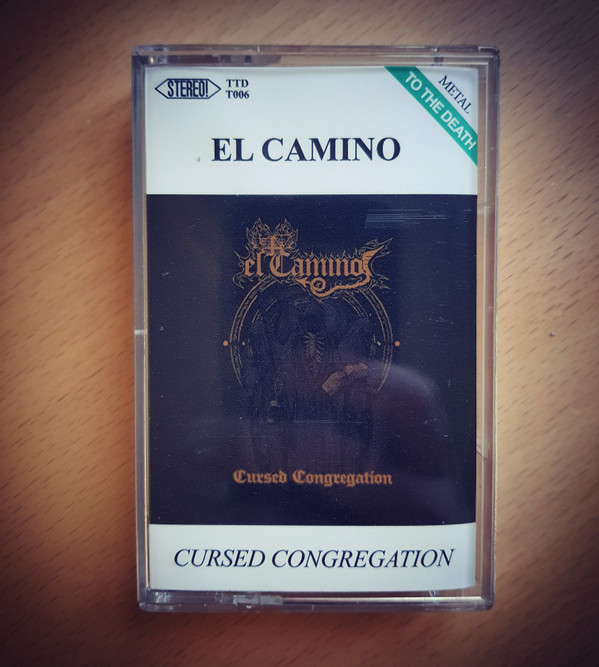 STEREO!
TTD
T006
METAL
TO THE DEATH
EL CAMINO
el Camino
Cursed Congregation
CURSED CONGREGATION